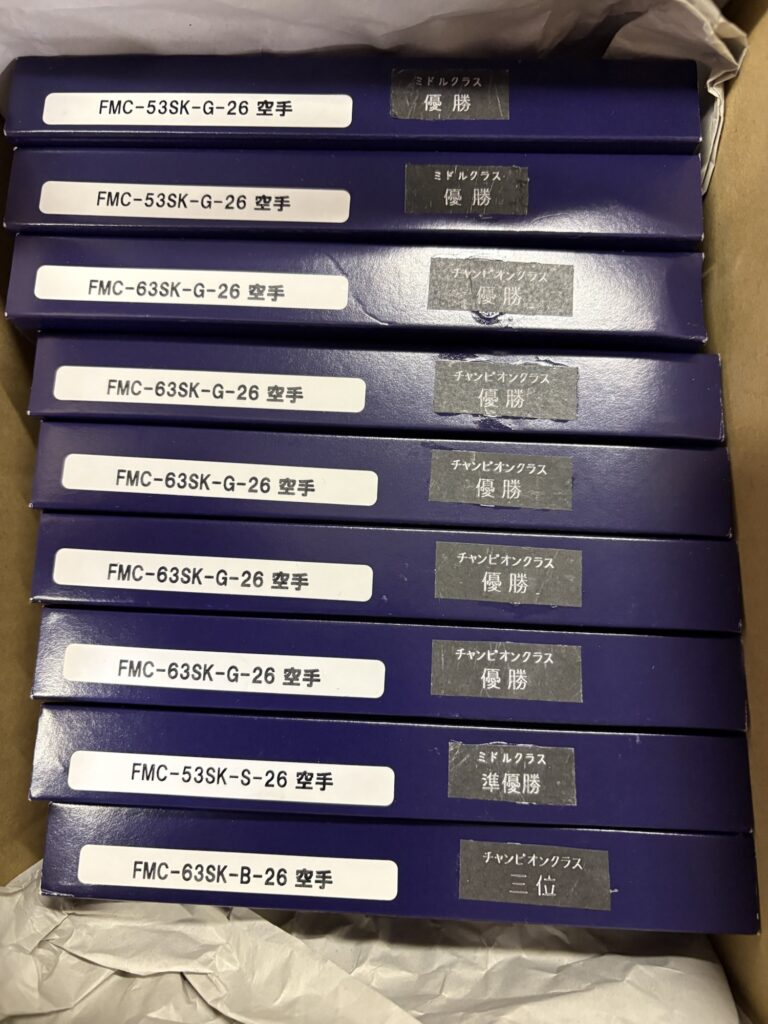 FMC-53SK-G-26 空手
ミドルクラス
優勝
FMC-53SK-G-26 空手
ミドルクラス
優勝
FMC-63SK-G-26 空手
チャンピオンクラス
優勝
FMC-63SK-G-26 空手
チャンピオンクラス
優勝
FMC-63SK-G-26 空手
チャンピオンクラス
優勝
FMC-63SK-G-26 空手
チャンピオンクラス
優勝
FMC-63SK-G-26 空手
チャンピオンクラス
優勝
FMC-53SK-S-26 空手
ミドルクラス
準優勝
FMC-63SK-B-26 空手
チャンピオンクラス
三位